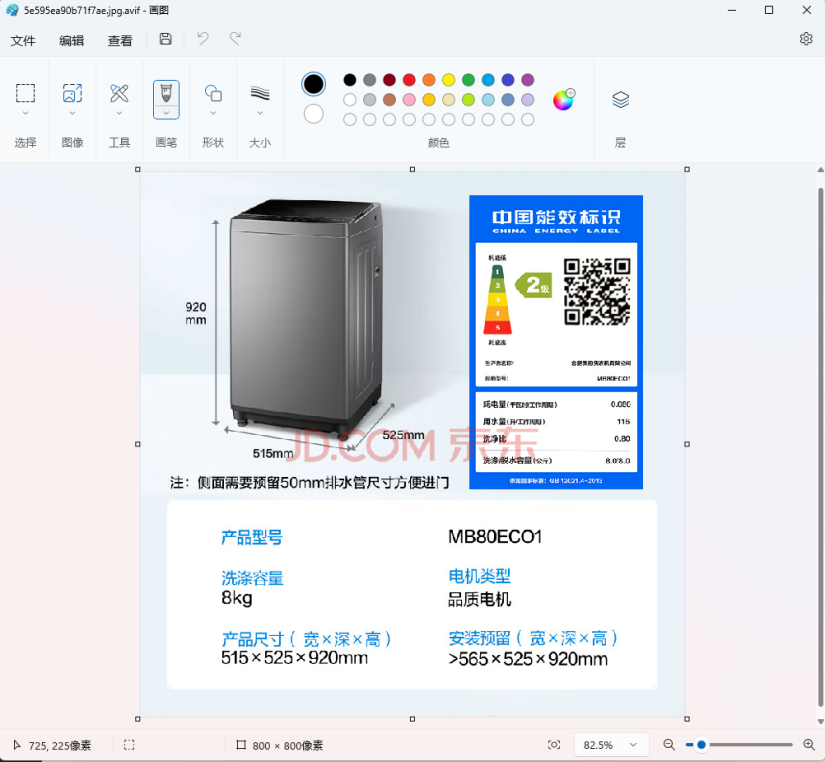 5e595ea90b71f7ae.jpg.avif - 画图
文件 编辑 查看
选择 图像 工具 画笔 形状 大小 颜色 层
中国能效标识
CHINA ENERGY LABEL
耗能低
1
2
3
4
5
2级
耗能高
生产者名称: 合肥美的洗衣机有限公司
规格型号: MB80ECO1
耗电量(千瓦时/工作周期) 0.080
用水量(升/工作周期) 116
洗净比 0.80
洗涤/脱水容量(公斤) 8.0/8.0
依据国家标准: GB 12021.4-2013
920
mm
515mm
525mm
JD.COM 京东
注：侧面需要预留50mm排水管尺寸方便进门
产品型号 MB80ECO1
洗涤容量 电机类型
8kg 品质电机
产品尺寸（宽×深×高） 安装预留（宽×深×高）
515×525×920mm >565×525×920mm
725, 225像素 800 × 800像素 82.5%